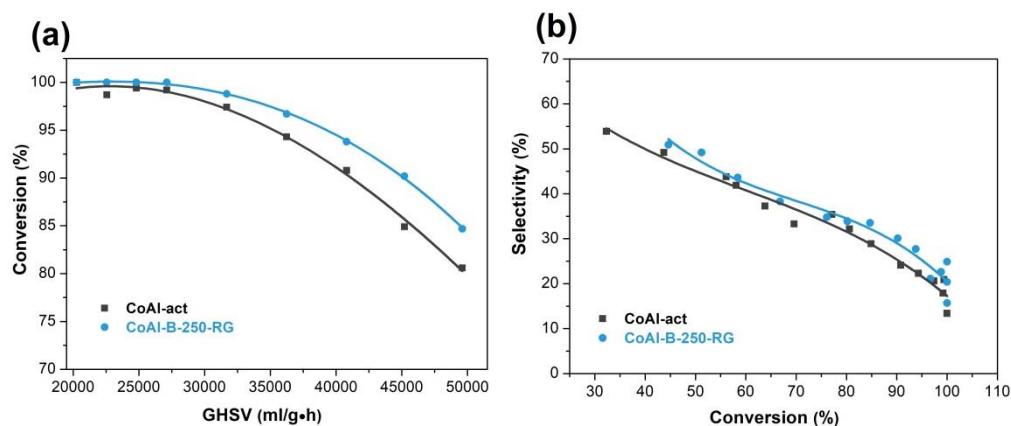 (a)
100
95
90
85
80
75
70
Conversion (%)
CoAl-act
CoAl-B-250-RG
20000 25000 30000 35000 40000 45000 50000
GHSV (ml/g•h)
(b)
70
60
50
40
30
20
10
0
Selectivity (%)
CoAl-act
CoAl-B-250-RG
30 40 50 60 70 80 90 100 110
Conversion (%)